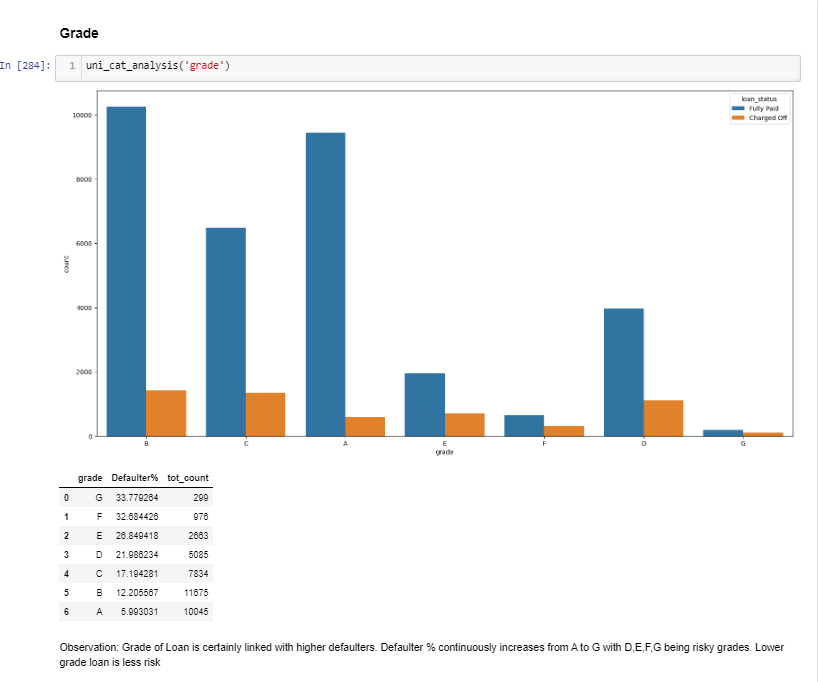 Grade
In [284]:
1 uni_cat_analysis('grade')
loan_status
Fully Paid
Charged Off
10000
8000
6000
4000
2000
0
count
B C A E F D G
grade
grade Defaulter% tot_count
0 G 33.779264 299
1 F 32.684426 976
2 E 26.849418 2663
3 D 21.986234 5085
4 C 17.194281 7834
5 B 12.205567 11675
6 A 5.993031 10045
Observation: Grade of Loan is certainly linked with higher defaulters. Defaulter % continuously increases from A to G with D,E,F,G being risky grades. Lower
grade loan is less risk